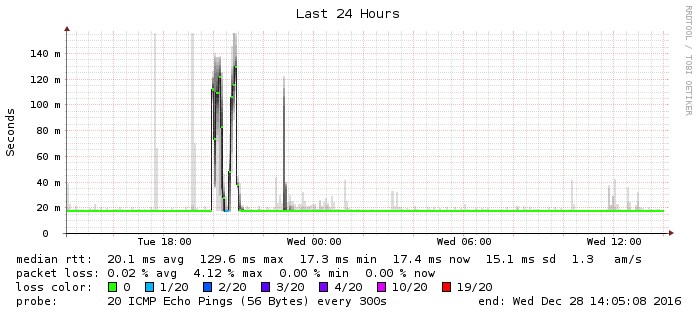 Last 24 Hours
RRDTOOL / TOBI OETIKER
Seconds
140 m
120 m
100 m
80 m
60 m
40 m
20 m
0
Tue 18:00 Wed 00:00 Wed 06:00 Wed 12:00
median rtt: 20.1 ms avg 129.6 ms max 17.3 ms min 17.4 ms now 15.1 ms sd 1.3 am/s
packet loss: 0.02 % avg 4.12 % max 0.00 % min 0.00 % now
loss color: 0 1/20 2/20 3/20 4/20 10/20 19/20
probe: 20 ICMP Echo Pings (56 Bytes) every 300s end: Wed Dec 28 14:05:08 2016